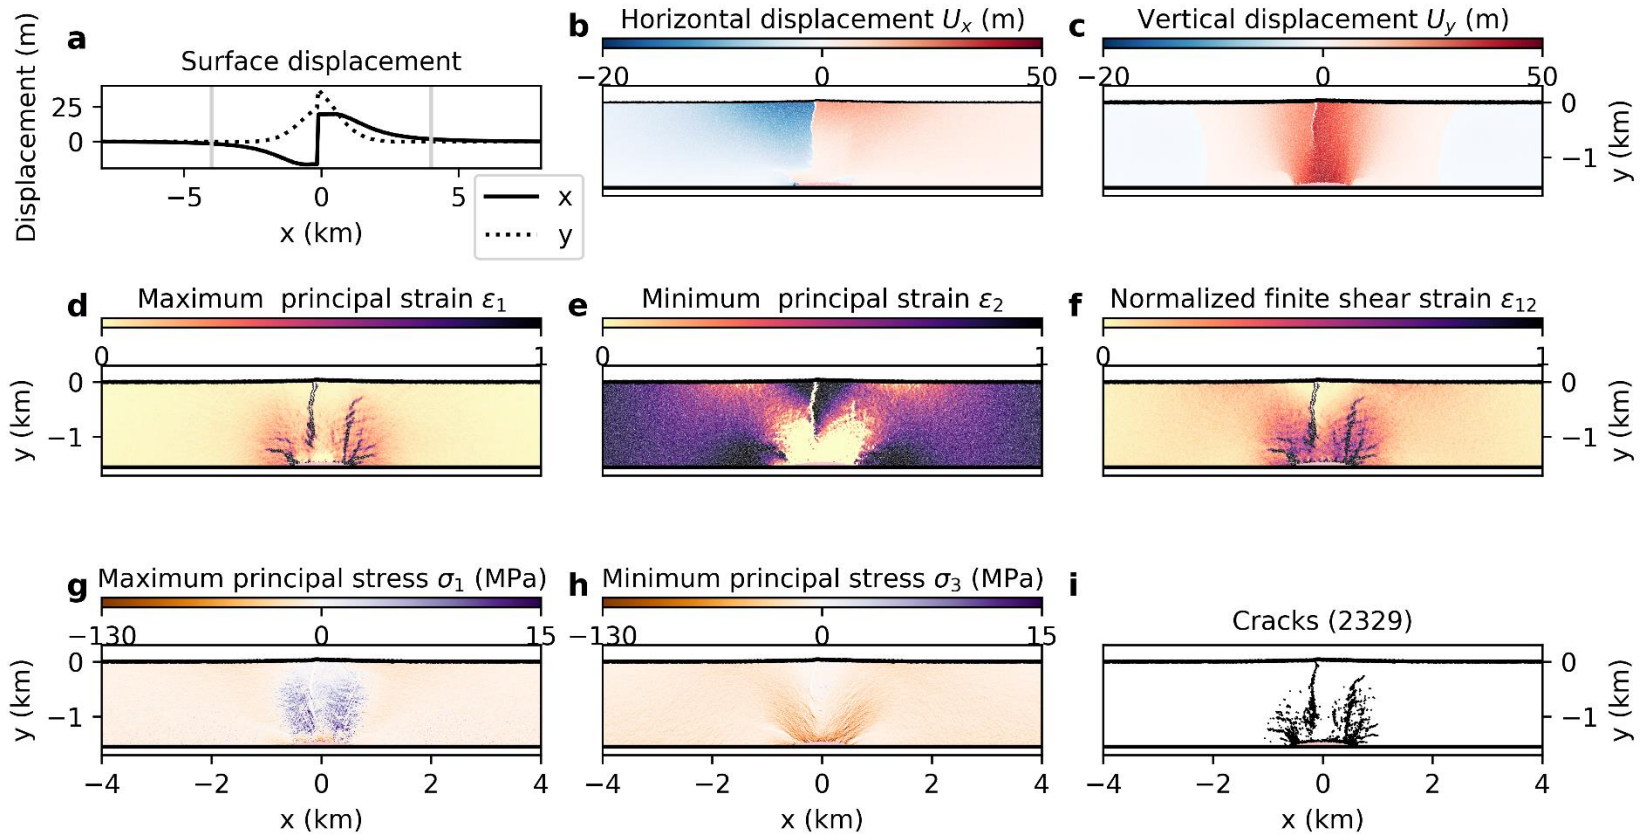 a
Surface displacement
Displacement (m)
25
0
−5 0 5
x (km)
x
y
b Horizontal displacement Uₓ (m)
−20 0 50
c Vertical displacement Uᵧ (m)
−20 0 50
0
−1
y (km)
d Maximum principal strain ε₁
0 1
0
−1
y (km)
e Minimum principal strain ε₂
0 1
f Normalized finite shear strain ε₁₂
0 1
0
−1
y (km)
g Maximum principal stress σ₁ (MPa)
−130 0 15
0
−1
y (km)
−4 −2 0 2 4
x (km)
h Minimum principal stress σ₃ (MPa)
−130 0 15
−4 −2 0 2 4
x (km)
i
Cracks (2329)
0
−1
y (km)
−4 −2 0 2 4
x (km)